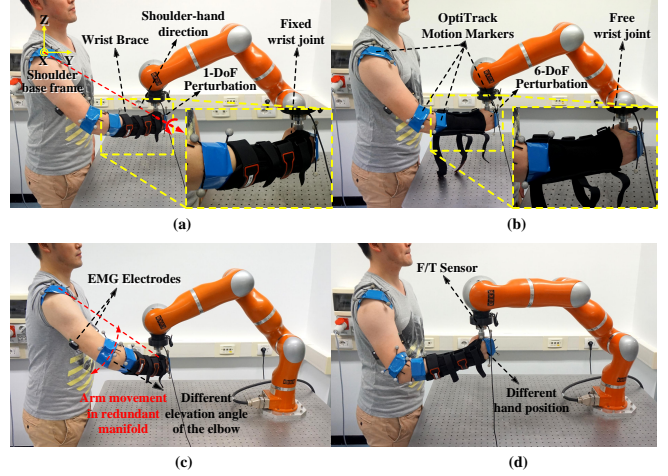 Z
X
Y
Shoulder
base frame
Wrist Brace
Shoulder-hand
direction
1-DoF
Perturbation
Fixed
wrist joint
(a)
OptiTrack
Motion Markers
6-DoF
Perturbation
Free
wrist joint
(b)
EMG Electrodes
Arm movement
in redundant
manifold
Different
elevation angle
of the elbow
(c)
F/T Sensor
Different
hand position
(d)